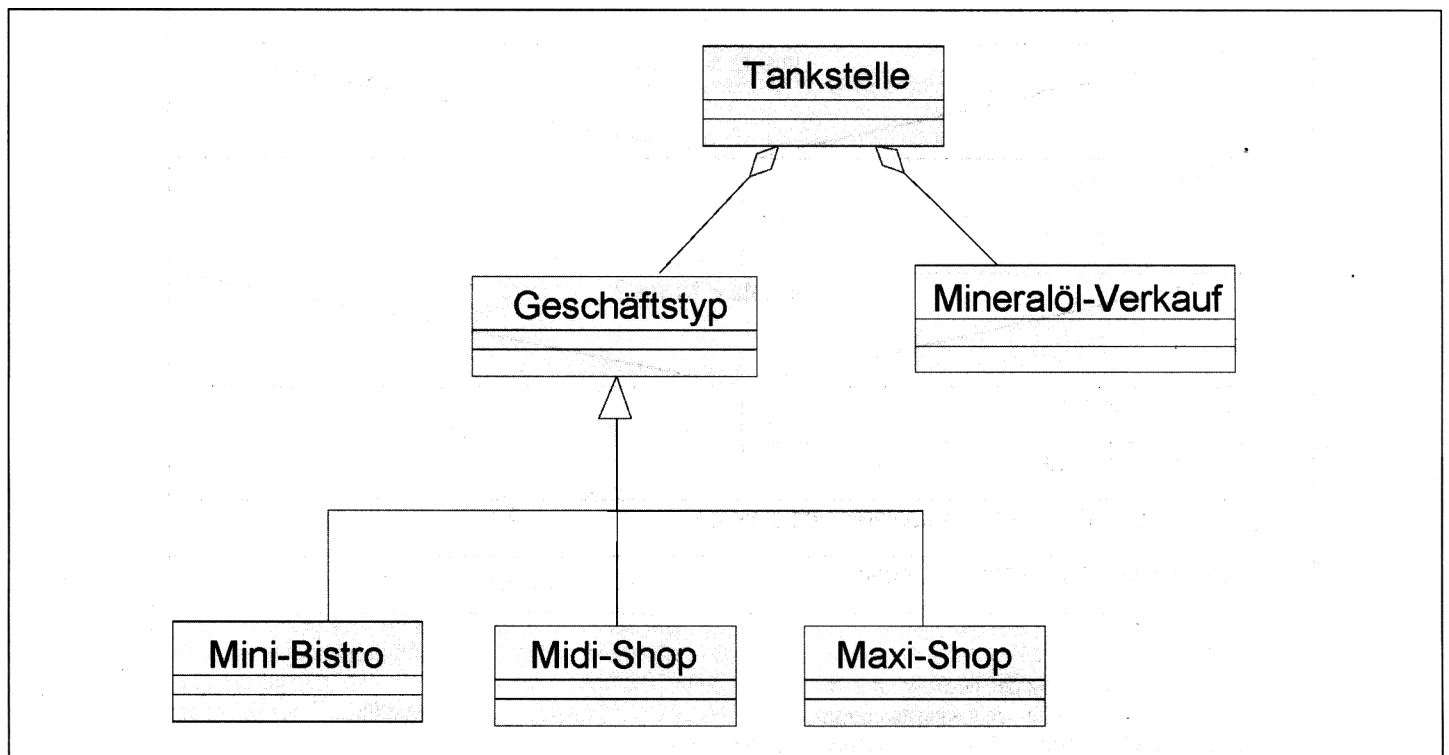 Tankstelle
Geschäftstyp
Mineralöl-Verkauf
Mini-Bistro
Midi-Shop
Maxi-Shop